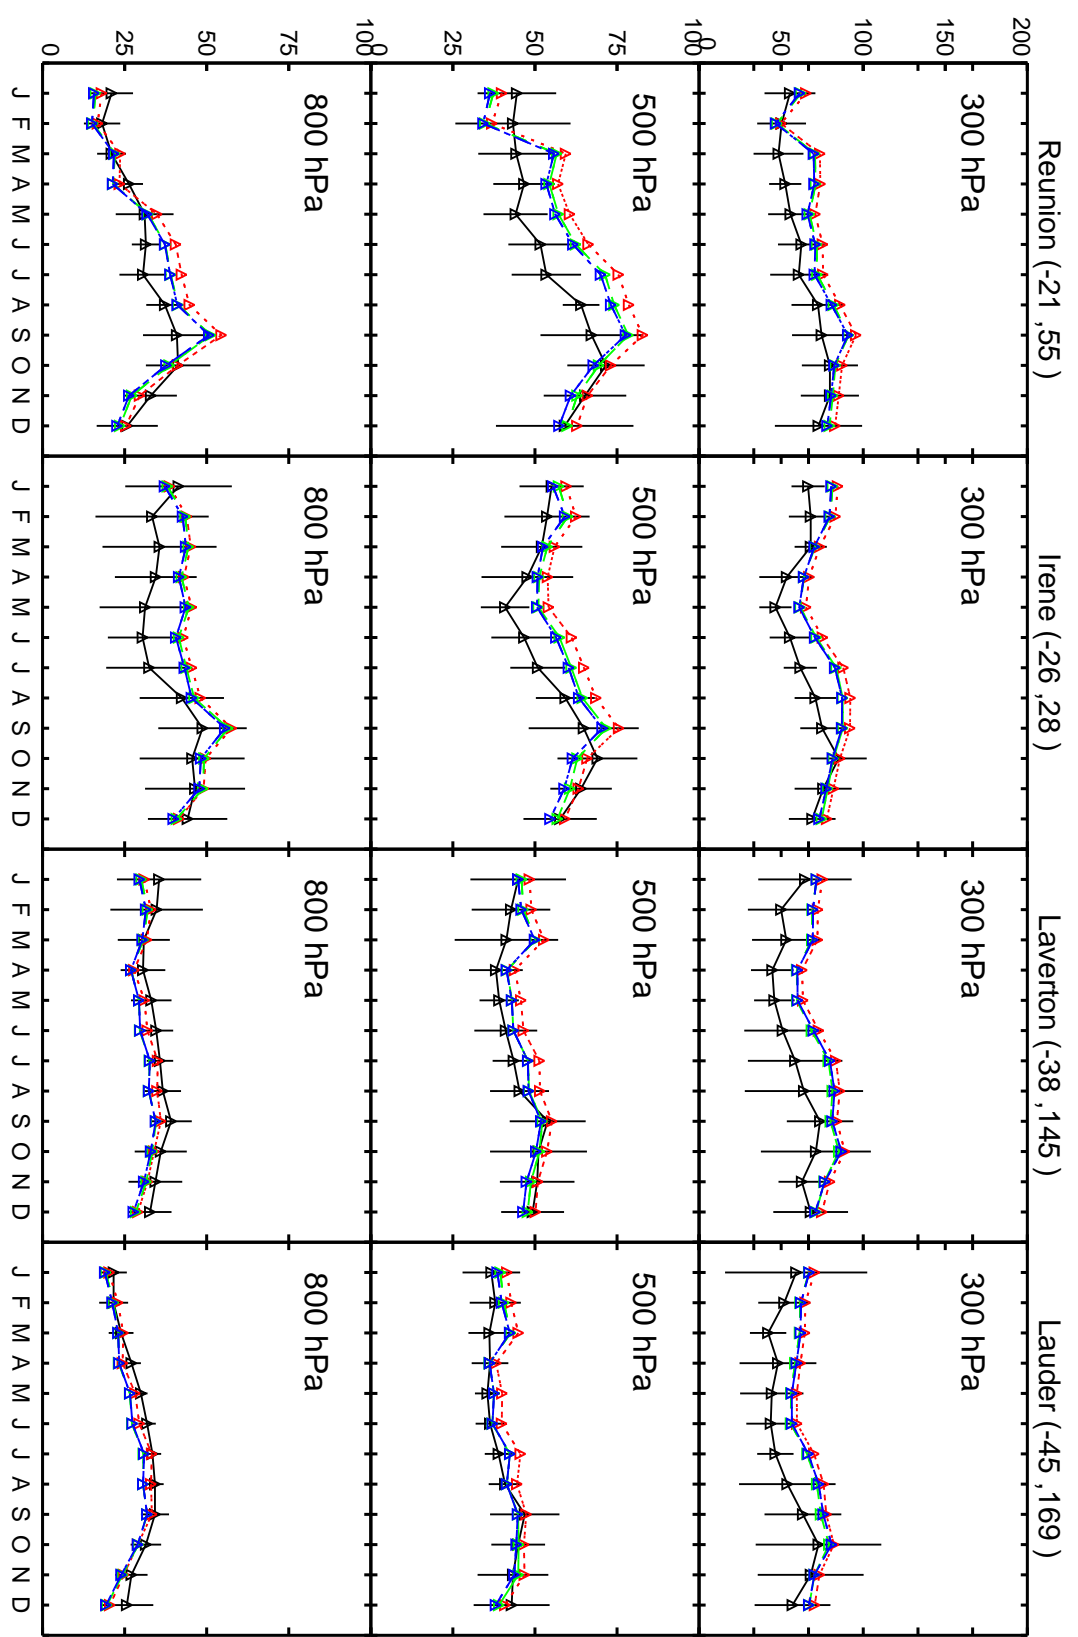 Reunion (-21 ,55 )
Irene (-26 ,28 )
Laverton (-38 ,145 )
Lauder (-45 ,169 )
200
150
100
50
0
300 hPa
300 hPa
300 hPa
300 hPa
100
75
50
25
0
500 hPa
500 hPa
500 hPa
500 hPa
100
75
50
25
0
800 hPa
800 hPa
800 hPa
800 hPa
J F M A M J J A S O N D
J F M A M J J A S O N D
J F M A M J J A S O N D
J F M A M J J A S O N D